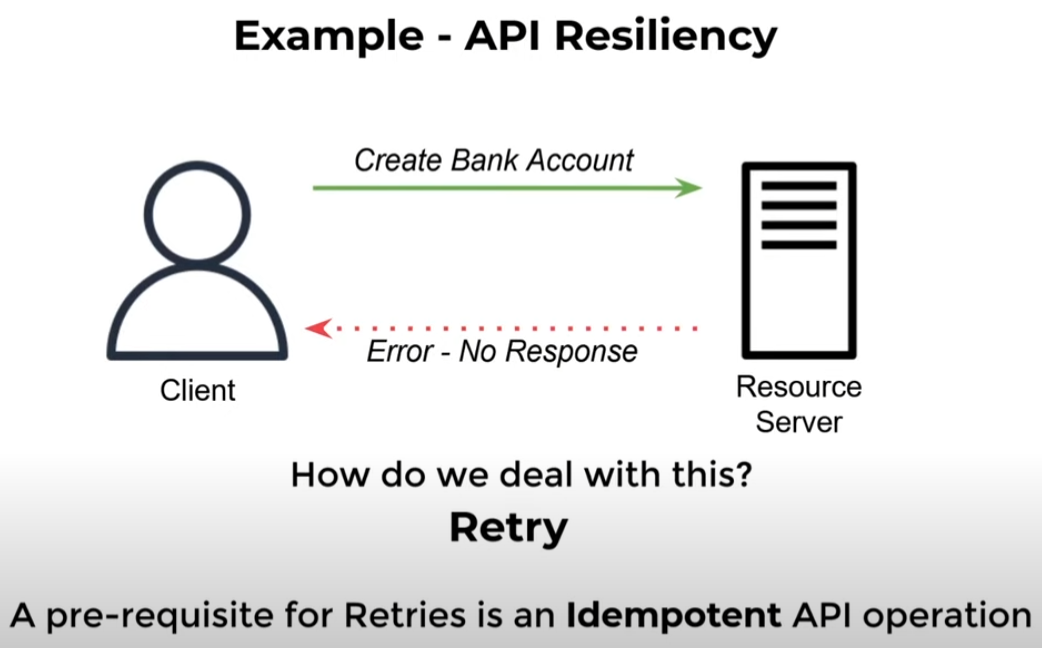 Example - API Resiliency
Create Bank Account
Error - No Response
Client
Resource
Server
How do we deal with this?
Retry
A pre-requisite for Retries is an Idempotent API operation